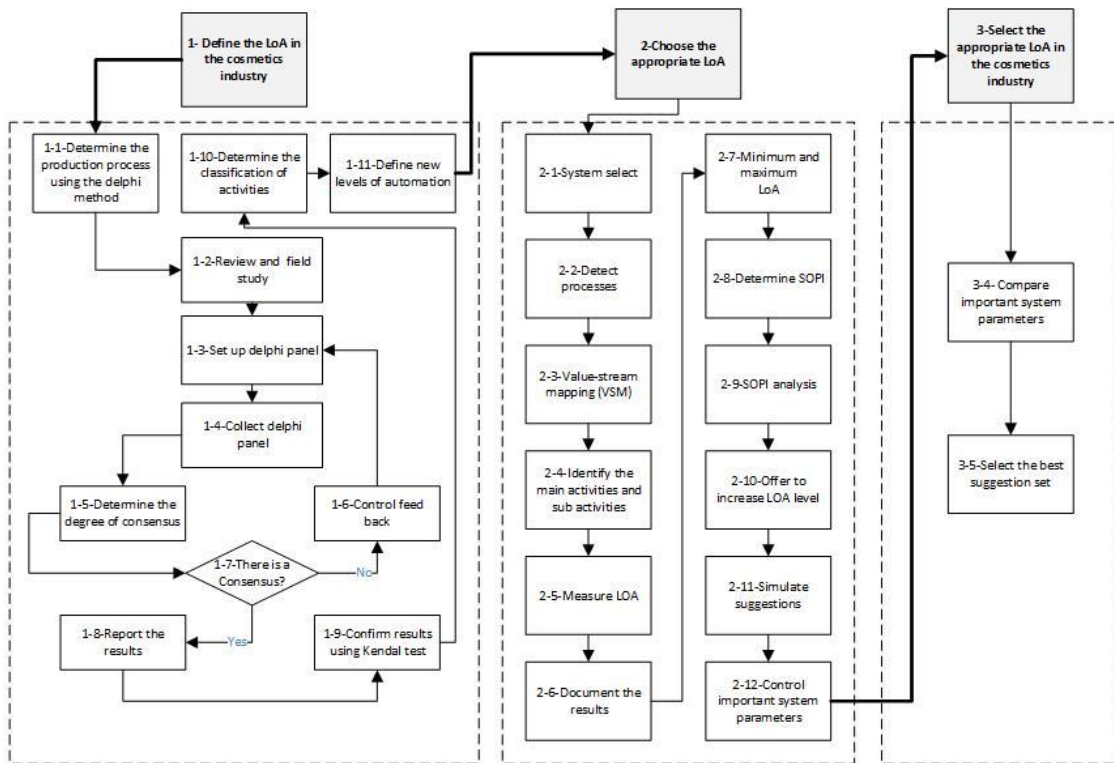 1- Define the LoA in
the cosmetics
industry
1-1-Determine the
production process
using the delphi
method
1-10-Determine the
classification of
activities
1-11-Define new
levels of automation
1-2-Review and field
study
1-3-Set up delphi panel
1-4-Collect delphi
panel
1-5-Determine the
degree of consensus
1-6-Control feed
back
1-7-There is a
Consensus?
No
Yes
1-8-Report the
results
1-9-Confirm results
using Kendal test
2-Choose the
appropriate LoA
2-1-System select
2-2-Detect
processes
2-3-Value-stream
mapping (VSM)
2-4-Identify the
main activities and
sub activities
2-5-Measure LOA
2-6-Document the
results
2-7-Minimum and
maximum
LoA
2-8-Determine SOPI
2-9-SOPI analysis
2-10-Offer to
increase LOA level
2-11-Simulate
suggestions
2-12-Control
important system
parameters
3-Select the
appropriate LoA in
the cosmetics
industry
3-4- Compare
important system
parameters
3-5-Select the best
suggestion set